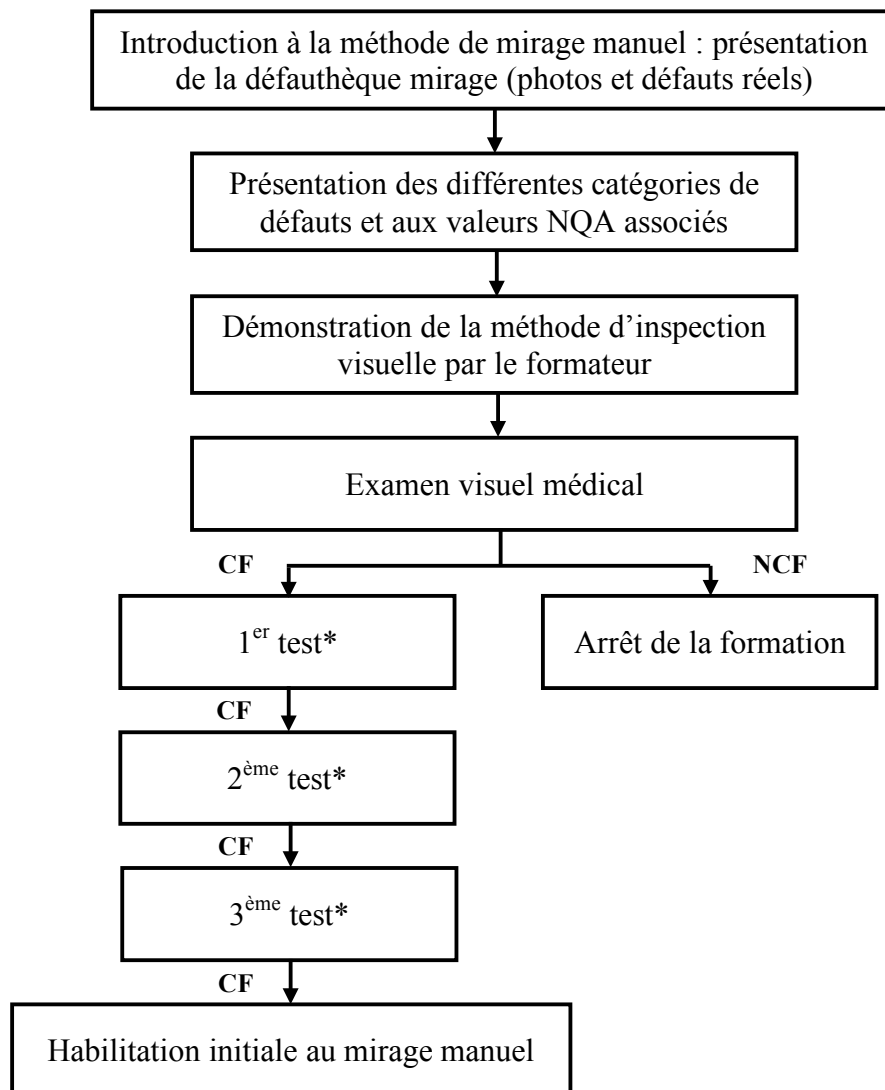 Introduction à la méthode de mirage manuel : présentation
de la défauthèque mirage (photos et défauts réels)
Présentation des différentes catégories de
défauts et aux valeurs NQA associés
Démonstration de la méthode d’inspection
visuelle par le formateur
Examen visuel médical
CF
NCF
1er test*
Arrêt de la formation
CF
2ème test*
CF
3ème test*
CF
Habilitation initiale au mirage manuel